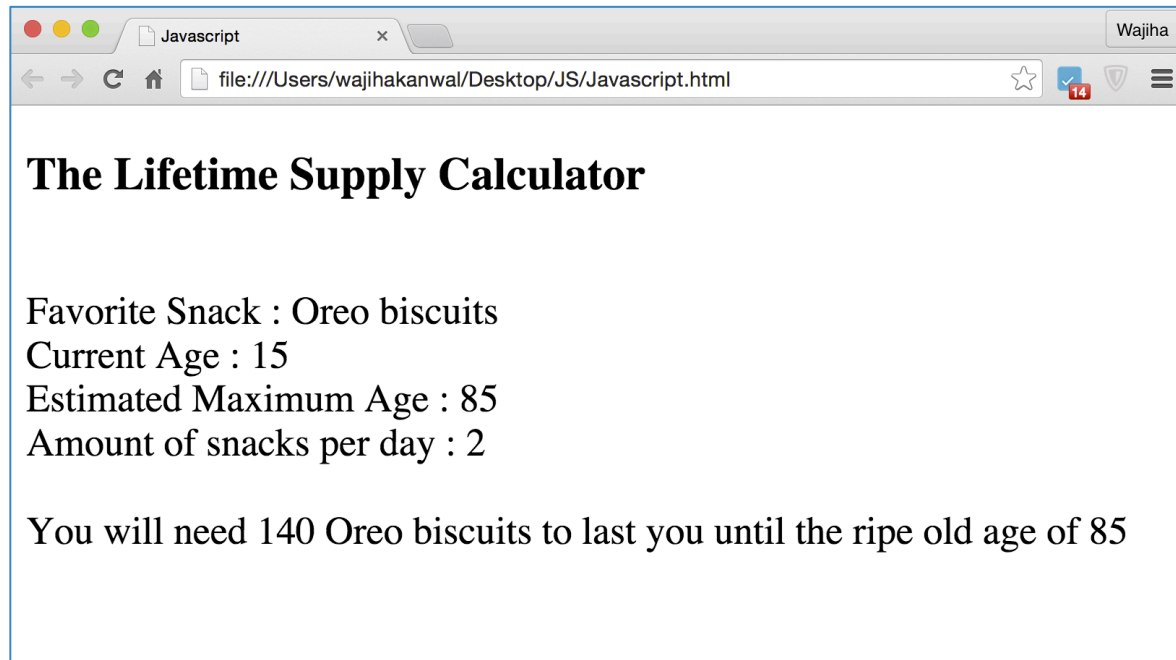 Javascript ×
Wajiha
file:///Users/wajihakanwal/Desktop/JS/Javascript.html
14
The Lifetime Supply Calculator
Favorite Snack : Oreo biscuits
Current Age : 15
Estimated Maximum Age : 85
Amount of snacks per day : 2
You will need 140 Oreo biscuits to last you until the ripe old age of 85